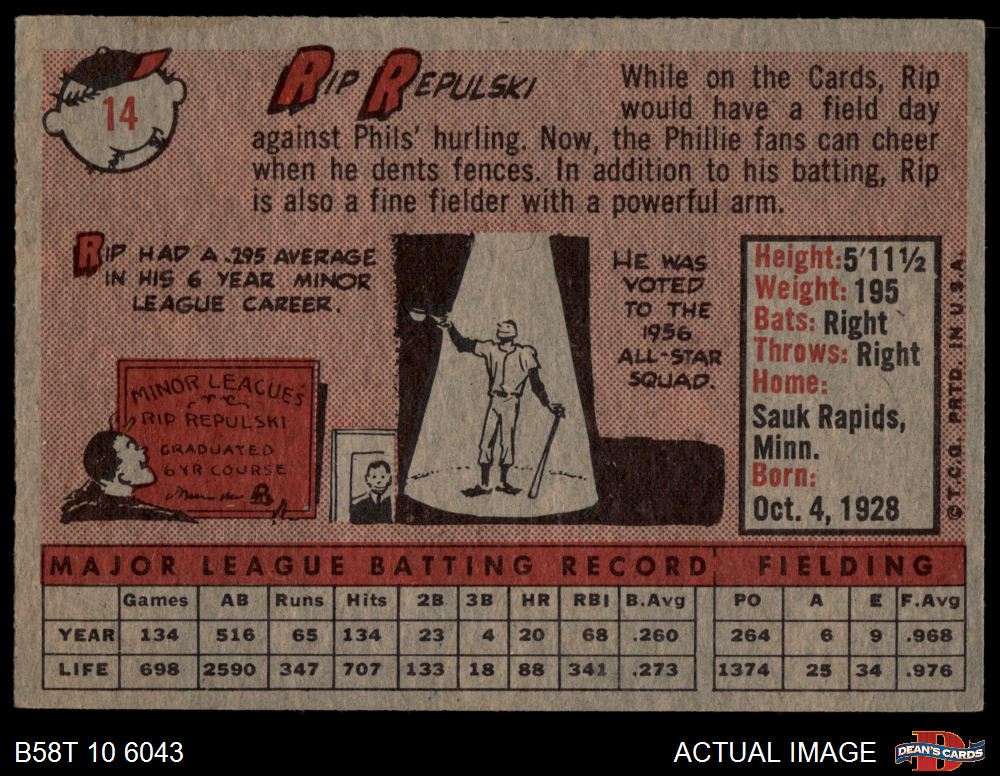 14
RIP REPULSKI
While on the Cards, Rip
would have a field day
against Phils' hurling. Now, the Phillie fans can cheer
when he dents fences. In addition to his batting, Rip
is also a fine fielder with a powerful arm.
RIP HAD A .295 AVERAGE
IN HIS 6 YEAR MINOR
LEAGUE CAREER.
MINOR LEAGUES
RIP REPULSKI
GRADUATED
6 YR COURSE
HE WAS
VOTED
TO THE
1956
ALL-STAR
SQUAD.
Height: 5'11½
Weight: 195
Bats: Right
Throws: Right
Home:
Sauk Rapids,
Minn.
Born:
Oct. 4, 1928
© T.C.G. PRTD. IN U.S.A.
MAJOR LEAGUE BATTING RECORD FIELDING
Games AB Runs Hits 2B 3B HR RBI B.Avg PO A E F.Avg
YEAR 134 516 65 134 23 4 20 68 .260 264 6 9 .968
LIFE 698 2590 347 707 133 18 88 341 .273 1374 25 34 .976
B58T 10 6043
ACTUAL IMAGE
DEAN'S CARDS